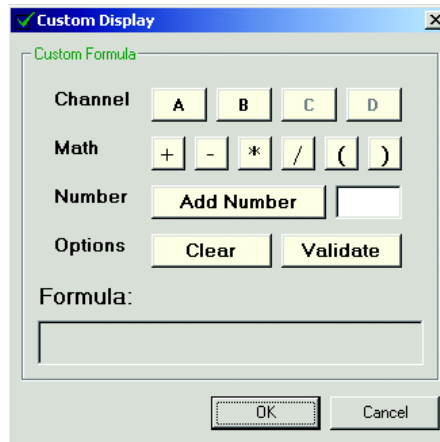 Custom Display
Custom Formula
Channel A B C D
Math + - * / ( )
Number Add Number
Options Clear Validate
Formula:
OK Cancel